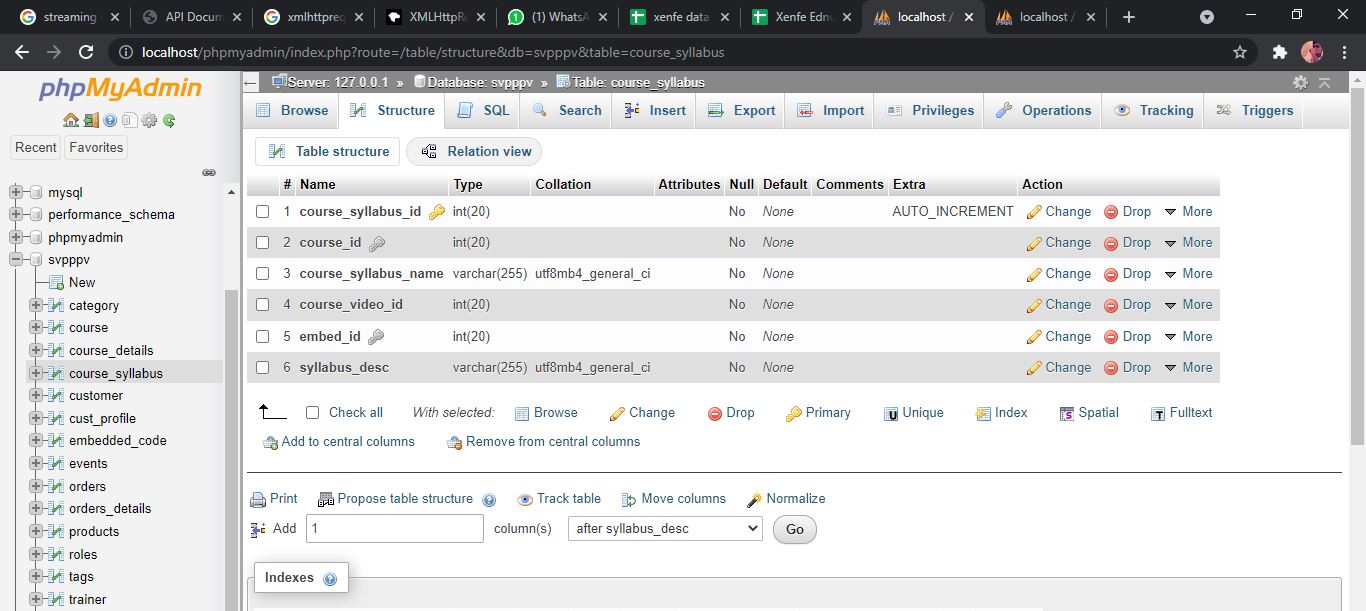 streaming
API Docum
xmlhttpreq
XMLHttpRe
(1) WhatsA
xenfe data
Xenfe Edn
localhost /
localhost /
localhost/phpmyadmin/index.php?route=/table/structure&db=svpppv&table=course_syllabus
phpMyAdmin
Recent Favorites
mysql
performance_schema
phpmyadmin
svpppv
New
category
course
course_details
course_syllabus
customer
cust_profile
embedded_code
events
orders
orders_details
products
roles
tags
trainer
Server: 127.0.0.1 » Database: svpppv » Table: course_syllabus
Browse Structure SQL Search Insert Export Import Privileges Operations Tracking Triggers
Table structure Relation view
# Name Type Collation Attributes Null Default Comments Extra Action
1 course_syllabus_id int(20) No None AUTO_INCREMENT Change Drop More
2 course_id int(20) No None Change Drop More
3 course_syllabus_name varchar(255) utf8mb4_general_ci No None Change Drop More
4 course_video_id int(20) No None Change Drop More
5 embed_id int(20) No None Change Drop More
6 syllabus_desc varchar(255) utf8mb4_general_ci No None Change Drop More
Check all With selected: Browse Change Drop Primary Unique Index Spatial Fulltext
Add to central columns Remove from central columns
Print Propose table structure Track table Move columns Normalize
Add 1 column(s) after syllabus_desc Go
Indexes